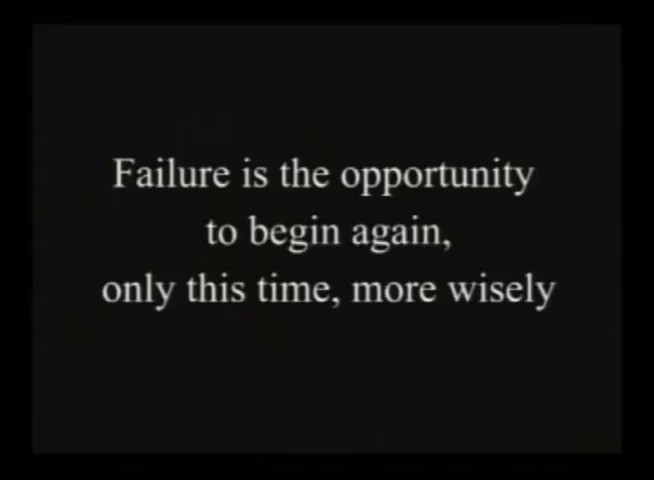 Failure is the opportunity
to begin again,
only this time, more wisely